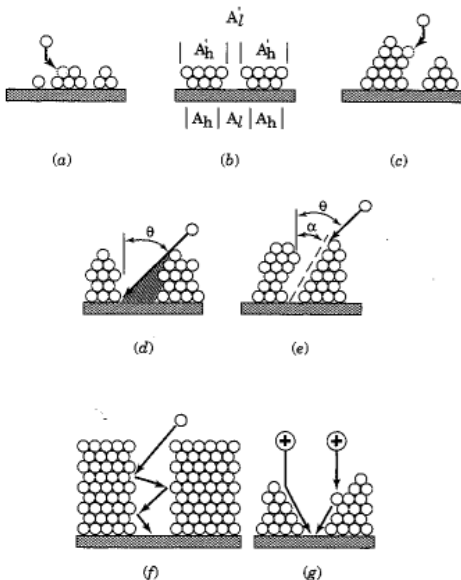 A'l
A'h A'h
Ah Al Ah
(a) (b) (c)
θ
θ
α
(d) (e)
+ +
(f) (g)